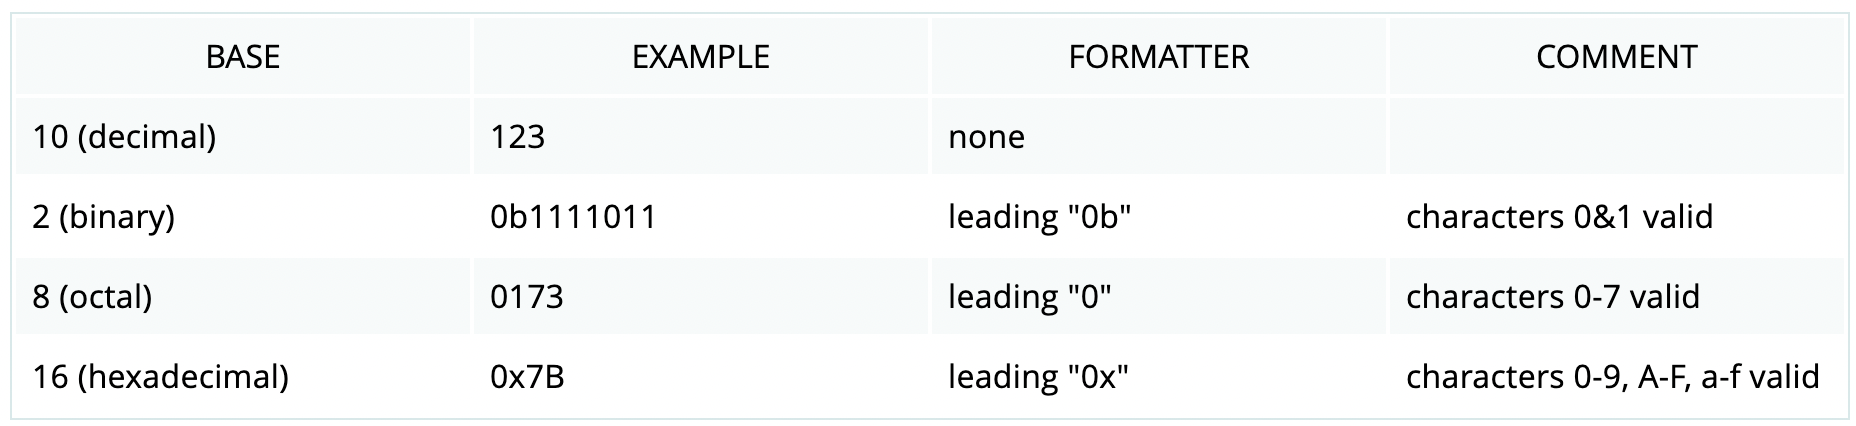 BASE EXAMPLE FORMATTER COMMENT
10 (decimal) 123 none
2 (binary) 0b1111011 leading "0b" characters 0&1 valid
8 (octal) 0173 leading "0" characters 0-7 valid
16 (hexadecimal) 0x7B leading "0x" characters 0-9, A-F, a-f valid